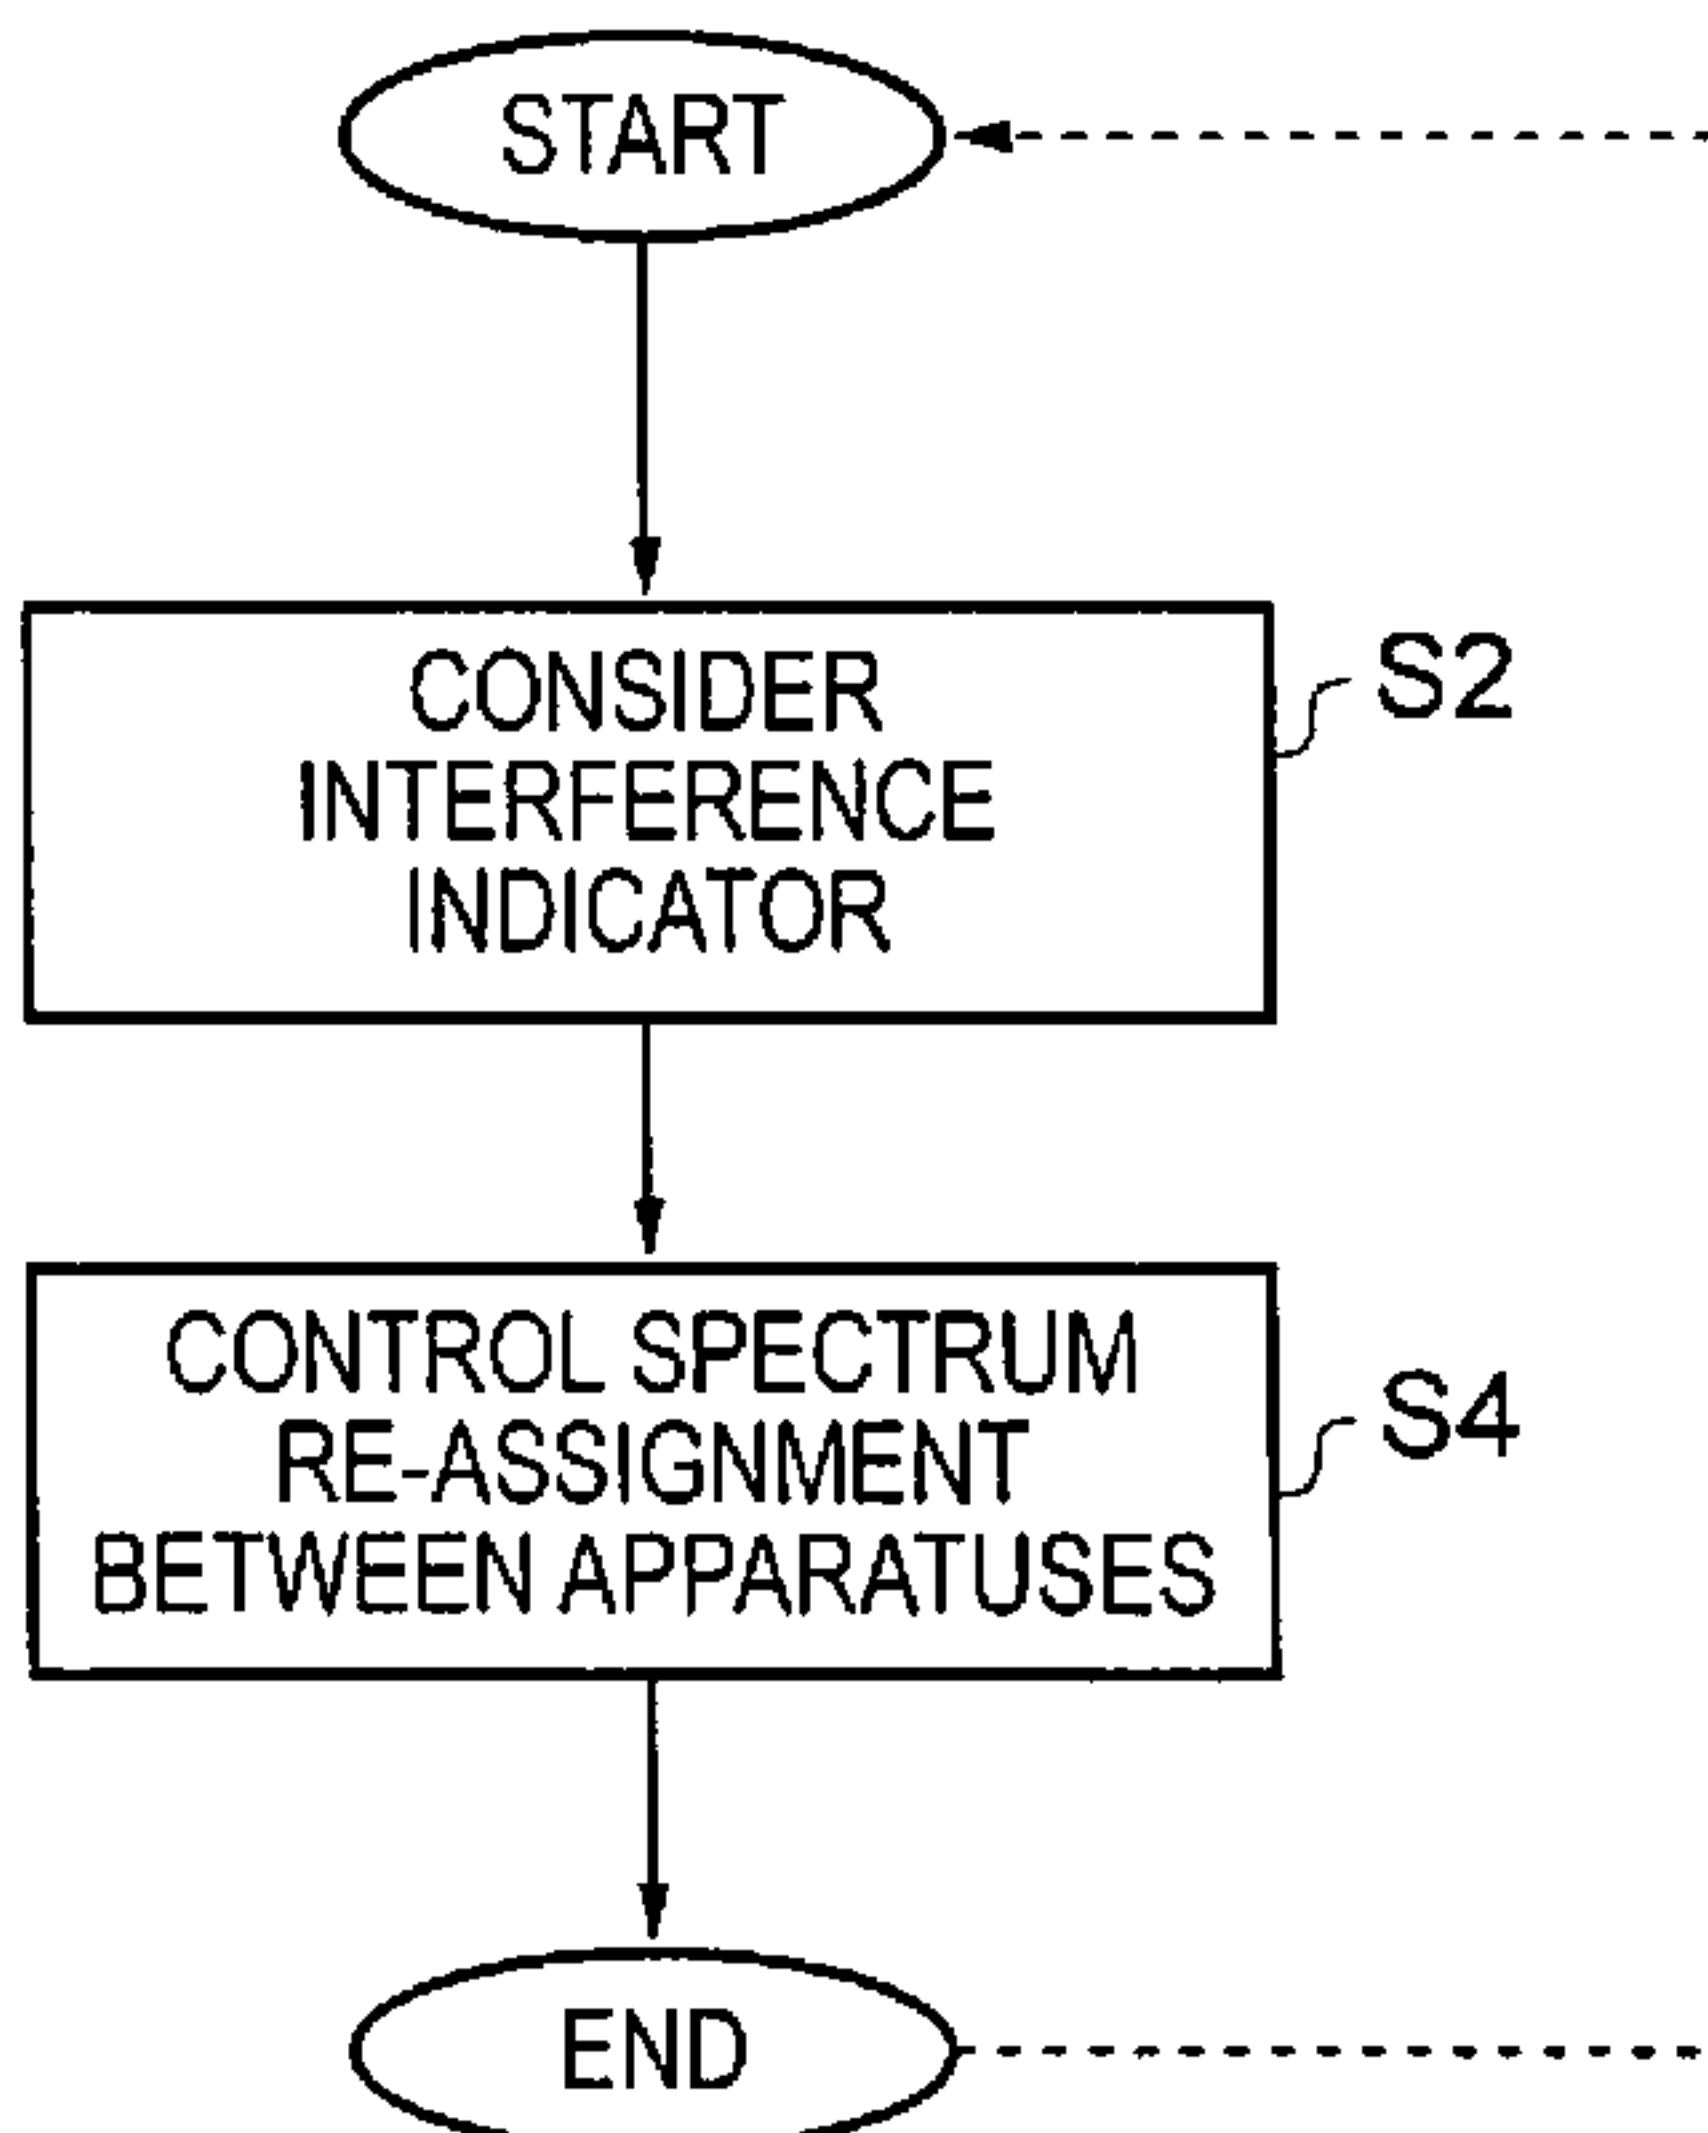 START
CONSIDER
INTERFERENCE
INDICATOR
S2
CONTROL SPECTRUM
RE-ASSIGNMENT
BETWEEN APPARATUSES
S4
END